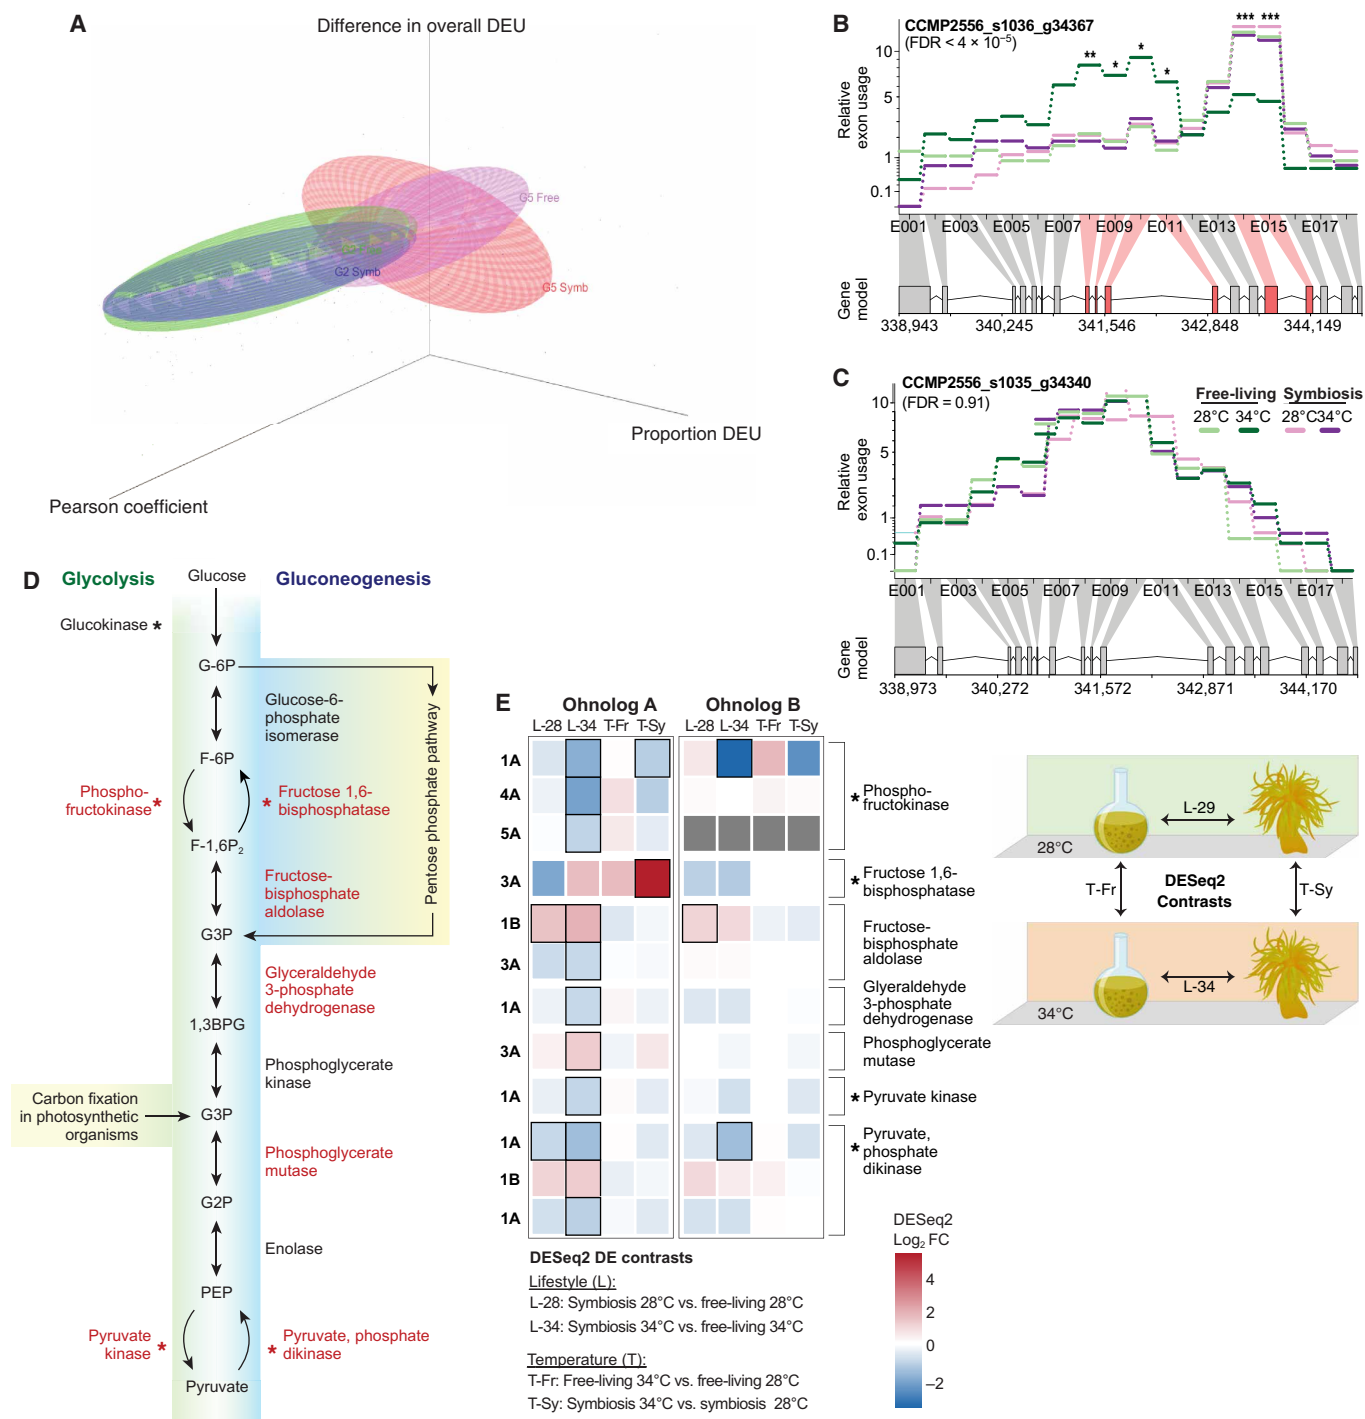 A
Difference in overall DEU
G5 Free
G2 Symb
G5 Symb
Proportion DEU
Pearson coefficient
B
CCMP2556_s1036_g34367
(FDR < 4 × 10⁻⁵)
Relative
exon usage
10
5
1
0.1
** * * * *** ***
E001 E003 E005 E007 E009 E011 E013 E015 E017
Gene
model
338,943 340,245 341,546 342,848 344,149
C
CCMP2556_s1035_g34340
(FDR = 0.91)
Free-living Symbiosis
28°C 34°C 28°C 34°C
Relative
exon usage
10
5
1
0.1
E001 E003 E005 E007 E009 E011 E013 E015 E017
Gene
model
338,973 340,272 341,572 342,871 344,170
D
Glycolysis
Glucose
Gluconeogenesis
Glucokinase *
G-6P
Glucose-6-
phosphate
isomerase
Pentose phosphate pathway
F-6P
Phospho-
fructokinase *
* Fructose 1,6-
bisphosphatase
F-1,6P₂
Fructose-
bisphosphate
aldolase
G3P
Glyceraldehyde
3-phosphate
dehydrogenase
1,3BPG
Phosphoglycerate
kinase
Carbon fixation
in photosynthetic
organisms
G3P
Phosphoglycerate
mutase
G2P
Enolase
PEP
Pyruvate
kinase *
* Pyruvate, phosphate
dikinase
Pyruvate
E
Ohnolog A Ohnolog B
L-28 L-34 T-Fr T-Sy L-28 L-34 T-Fr T-Sy
1A
4A
5A
* Phospho-
fructokinase
3A
* Fructose 1,6-
bisphosphatase
1B
3A
Fructose-
bisphosphate
aldolase
1A
Glyeraldehyde
3-phosphate
dehydrogenase
3A
Phosphoglycerate
mutase
1A
* Pyruvate kinase
1A
1B
1A
* Pyruvate,
phosphate
dikinase
DESeq2 DE contrasts
Lifestyle (L):
L-28: Symbiosis 28°C vs. free-living 28°C
L-34: Symbiosis 34°C vs. free-living 34°C
Temperature (T):
T-Fr: Free-living 34°C vs. free-living 28°C
T-Sy: Symbiosis 34°C vs. symbiosis 28°C
DESeq2
Log₂ FC
4
2
0
–2
L-29
28°C
T-Fr
DESeq2
Contrasts
T-Sy
L-34
34°C